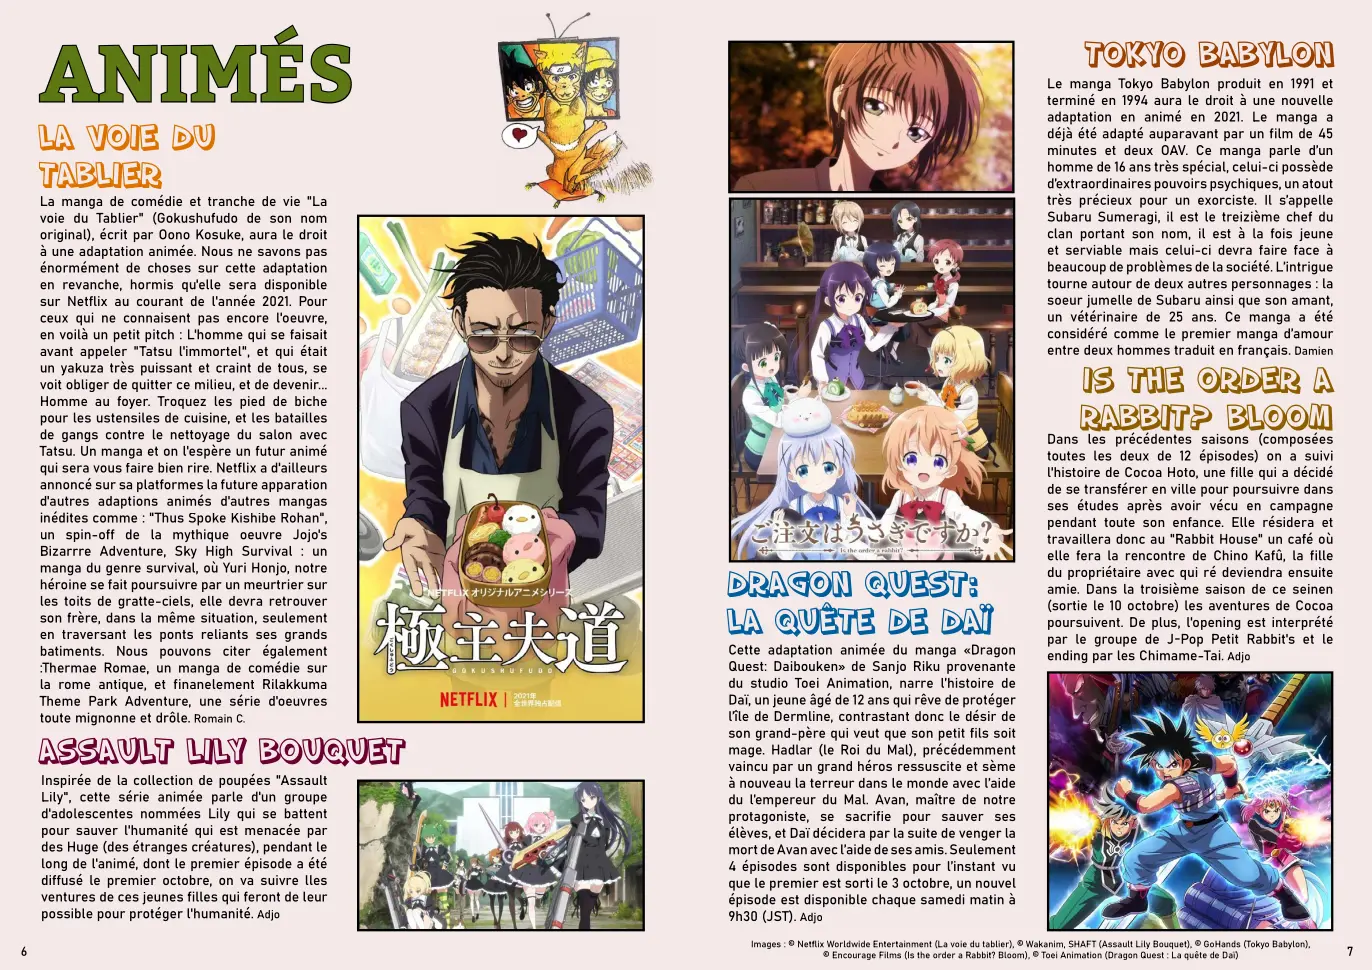 ANIMÉS
LA VOIE DU
TABLIER
La manga de comédie et tranche de vie "La
voie du Tablier" (Gokushufudo de son nom
original), écrit par Oono Kosuke, aura le droit
à une adaptation animée. Nous ne savons pas
énormément de choses sur cette adaptation
en revanche, hormis qu'elle sera disponible
sur Netflix au courant de l'année 2021. Pour
ceux qui ne connaisent pas encore l'oeuvre,
en voilà un petit pitch : L'homme qui se faisait
avant appeler "Tatsu l'immortel", et qui était
un yakuza très puissant et craint de tous, se
voit obliger de quitter ce milieu, et de devenir...
Homme au foyer. Troquez les pied de biche
pour les ustensiles de cuisine, et les batailles
de gangs contre le nettoyage du salon avec
Tatsu. Un manga et on l'espère un futur animé
qui sera vous faire bien rire. Netflix a d'ailleurs
annoncé sur sa platformes la future apparation
d'autres adaptions animés d'autres mangas
inédites comme : "Thus Spoke Kishibe Rohan",
un spin-off de la mythique oeuvre Jojo's
Bizarrre Adventure, Sky High Survival : un
manga du genre survival, où Yuri Honjo, notre
héroine se fait poursuivre par un meurtrier sur
les toits de gratte-ciels, elle devra retrouver
son frère, dans la même situation, seulement
en traversant les ponts reliants ses grands
batiments. Nous pouvons citer également
:Thermae Romae, un manga de comédie sur
la rome antique, et finanelement Rilakkuma
Theme Park Adventure, une série d'oeuvres
toute mignonne et drôle. Romain C.
NETFLIX オリジナルアニメシリーズ
極主夫道
GOKUSHUFUDO
NETFLIX | 2021年
全世界独占配信
ASSAULT LILY BOUQUET
Inspirée de la collection de poupées "Assault
Lily", cette série animée parle d'un groupe
d'adolescentes nommées Lily qui se battent
pour sauver l'humanité qui est menacée par
des Huge (des étranges créatures), pendant le
long de l'animé, dont le premier épisode a été
diffusé le premier octobre, on va suivre lles
ventures de ces jeunes filles qui feront de leur
possible pour protéger l'humanité. Adjo
6
ご注文はうさぎですか?
Is the order a rabbit?
DRAGON QUEST:
LA QUÊTE DE DAÏ
Cette adaptation animée du manga «Dragon
Quest: Daibouken» de Sanjo Riku provenante
du studio Toei Animation, narre l'histoire de
Daï, un jeune âgé de 12 ans qui rêve de protéger
l'île de Dermline, contrastant donc le désir de
son grand-père qui veut que son petit fils soit
mage. Hadlar (le Roi du Mal), précédemment
vaincu par un grand héros ressuscite et sème
à nouveau la terreur dans le monde avec l'aide
du l'empereur du Mal. Avan, maître de notre
protagoniste, se sacrifie pour sauver ses
élèves, et Daï décidera par la suite de venger la
mort de Avan avec l'aide de ses amis. Seulement
4 épisodes sont disponibles pour l'instant vu
que le premier est sorti le 3 octobre, un nouvel
épisode est disponible chaque samedi matin à
9h30 (JST). Adjo
TOKYO BABYLON
Le manga Tokyo Babylon produit en 1991 et
terminé en 1994 aura le droit à une nouvelle
adaptation en animé en 2021. Le manga a
déjà été adapté auparavant par un film de 45
minutes et deux OAV. Ce manga parle d'un
homme de 16 ans très spécial, celui-ci possède
d'extraordinaires pouvoirs psychiques, un atout
très précieux pour un exorciste. Il s'appelle
Subaru Sumeragi, il est le treizième chef du
clan portant son nom, il est à la fois jeune
et serviable mais celui-ci devra faire face à
beaucoup de problèmes de la société. L'intrigue
tourne autour de deux autres personnages : la
soeur jumelle de Subaru ainsi que son amant,
un vétérinaire de 25 ans. Ce manga a été
considéré comme le premier manga d'amour
entre deux hommes traduit en français. Damien
IS THE ORDER A
RABBIT? BLOOM
Dans les précédentes saisons (composées
toutes les deux de 12 épisodes) on a suivi
l'histoire de Cocoa Hoto, une fille qui a décidé
de se transférer en ville pour poursuivre dans
ses études après avoir vécu en campagne
pendant toute son enfance. Elle résidera et
travaillera donc au "Rabbit House" un café où
elle fera la rencontre de Chino Kafû, la fille
du propriétaire avec qui ré deviendra ensuite
amie. Dans la troisième saison de ce seinen
(sortie le 10 octobre) les aventures de Cocoa
poursuivent. De plus, l'opening est interprété
par le groupe de J-Pop Petit Rabbit's et le
ending par les Chimame-Tai. Adjo
Images : © Netflix Worldwide Entertainment (La voie du tablier), © Wakanim, SHAFT (Assault Lily Bouquet), © GoHands (Tokyo Babylon),
© Encourage Films (Is the order a Rabbit? Bloom), © Toei Animation (Dragon Quest : La quête de Daï)
7